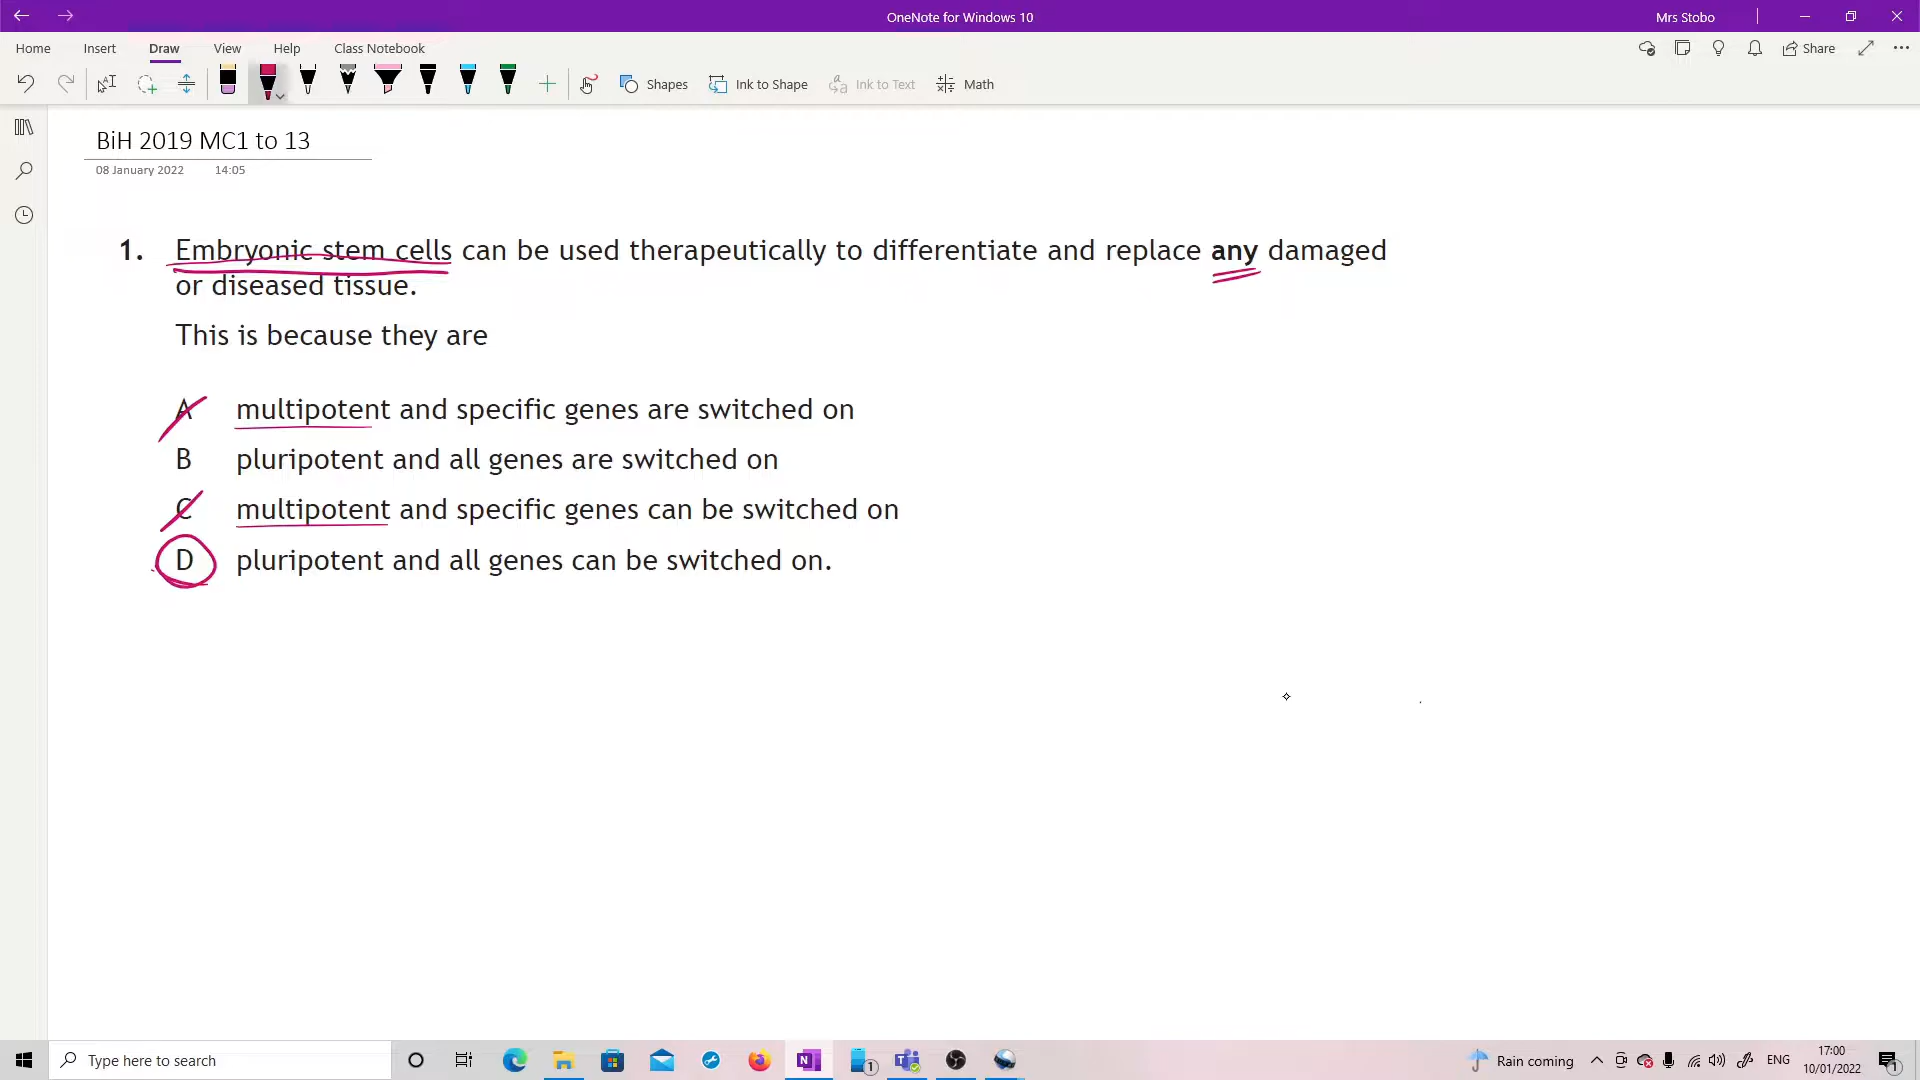 OneNote for Windows 10
Mrs Stobo
Home Insert Draw View Help Class Notebook
Share
Shapes Ink to Shape Ink to Text Math
BiH 2019 MC1 to 13
08 January 2022 14:05
1. Embryonic stem cells can be used therapeutically to differentiate and replace any damaged
or diseased tissue.
This is because they are
A multipotent and specific genes are switched on
B pluripotent and all genes are switched on
C multipotent and specific genes can be switched on
D pluripotent and all genes can be switched on.
Type here to search
Rain coming
ENG
17:00
10/01/2022